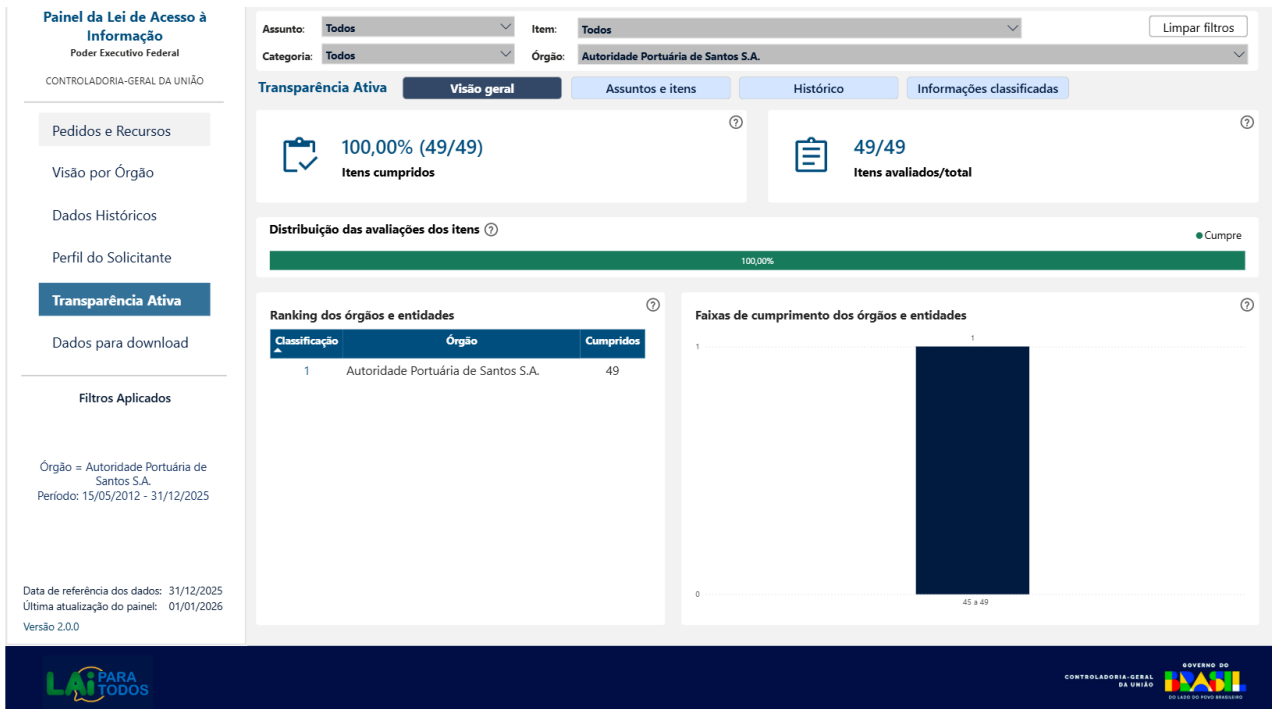 Painel da Lei de Acesso à
Informação
Poder Executivo Federal
CONTROLADORIA-GERAL DA UNIÃO
Pedidos e Recursos
Visão por Órgão
Dados Históricos
Perfil do Solicitante
Transparência Ativa
Dados para download
Filtros Aplicados
Órgão = Autoridade Portuária de
Santos S.A.
Período: 15/05/2012 - 31/12/2025
Data de referência dos dados: 31/12/2025
Última atualização do painel: 01/01/2026
Versão 2.0.0
Assunto: Todos Item: Todos Limpar filtros
Categoria: Todos Órgão: Autoridade Portuária de Santos S.A.
Transparência Ativa Visão geral Assuntos e itens Histórico Informações classificadas
100,00% (49/49)
Itens cumpridos
49/49
Itens avaliados/total
Distribuição das avaliações dos itens
Cumpre
100,00%
Ranking dos órgãos e entidades
Classificação Órgão Cumpridos
1 Autoridade Portuária de Santos S.A. 49
Faixas de cumprimento dos órgãos e entidades
1
1
0
45 a 49
LAi PARA TODOS
CONTROLADORIA-GERAL
DA UNIÃO
GOVERNO DO
BRASIL
DO LADO DO POVO BRASILEIRO